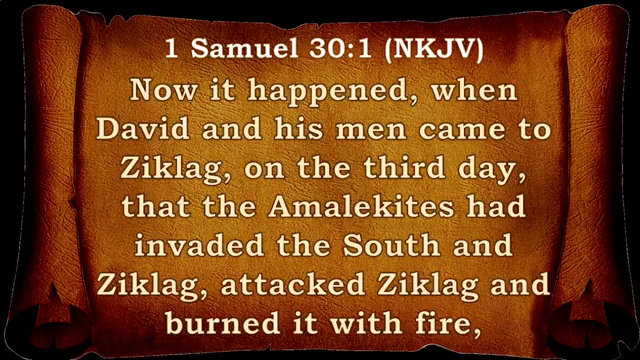 1 Samuel 30:1 (NKJV)
Now it happened, when
David and his men came to
Ziklag, on the third day,
that the Amalekites had
invaded the South and
Ziklag, attacked Ziklag and
burned it with fire,